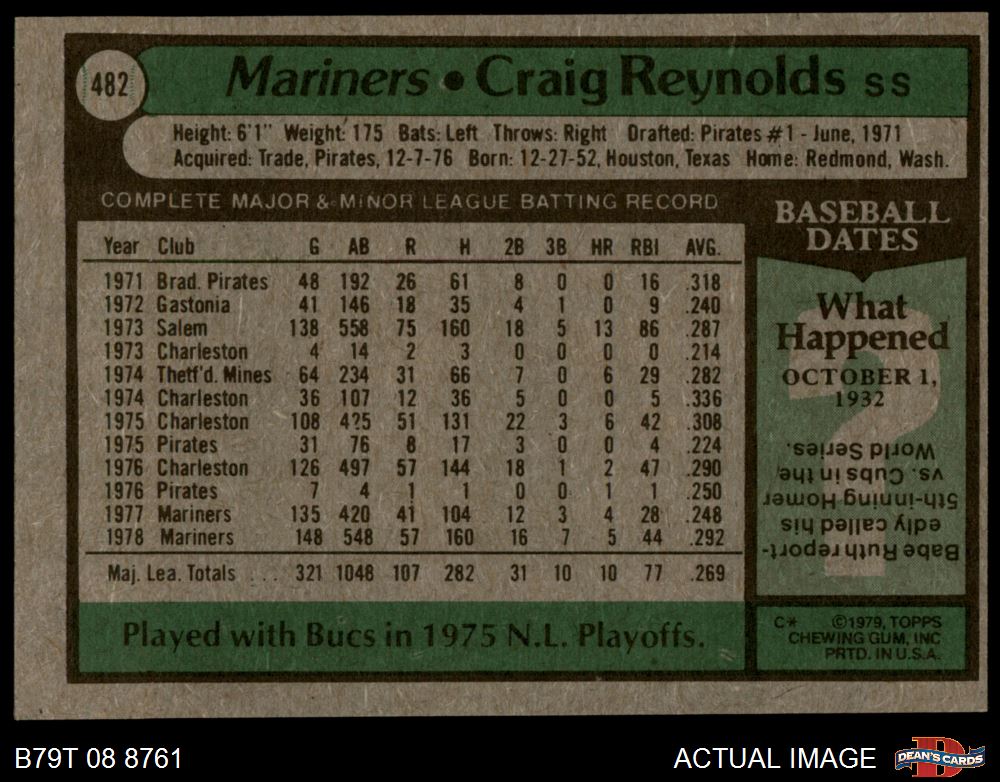 482
Mariners • Craig Reynolds SS
Height: 6'1" Weight: 175 Bats: Left Throws: Right Drafted: Pirates #1 - June, 1971
Acquired: Trade, Pirates, 12-7-76 Born: 12-27-52, Houston, Texas Home: Redmond, Wash.
COMPLETE MAJOR & MINOR LEAGUE BATTING RECORD
Year Club G AB R H 2B 3B HR RBI AVG.
1971 Brad. Pirates 48 192 26 61 8 0 0 16 .318
1972 Gastonia 41 146 18 35 4 1 0 9 .240
1973 Salem 138 558 75 160 18 5 13 86 .287
1973 Charleston 4 14 2 3 0 0 0 0 .214
1974 Thetf'd. Mines 64 234 31 66 7 0 6 29 .282
1974 Charleston 36 107 12 36 5 0 0 5 .336
1975 Charleston 108 425 51 131 22 3 6 42 .308
1975 Pirates 31 76 8 17 3 0 0 4 .224
1976 Charleston 126 497 57 144 18 1 2 47 .290
1976 Pirates 7 4 1 1 0 0 1 1 .250
1977 Mariners 135 420 41 104 12 3 4 28 .248
1978 Mariners 148 548 57 160 16 7 5 44 .292
Maj. Lea. Totals ... 321 1048 107 282 31 10 10 77 .269
Played with Bucs in 1975 N.L. Playoffs.
BASEBALL
DATES
What
Happened
OCTOBER 1,
1932
?
Babe Ruth report-
edly called his
5th-inning Homer
vs. Cubs in the
World Series.
C* ©1979, TOPPS
CHEWING GUM, INC
PRTD. IN U.S.A.
B79T 08 8761
ACTUAL IMAGE
D
DEAN'S CARDS